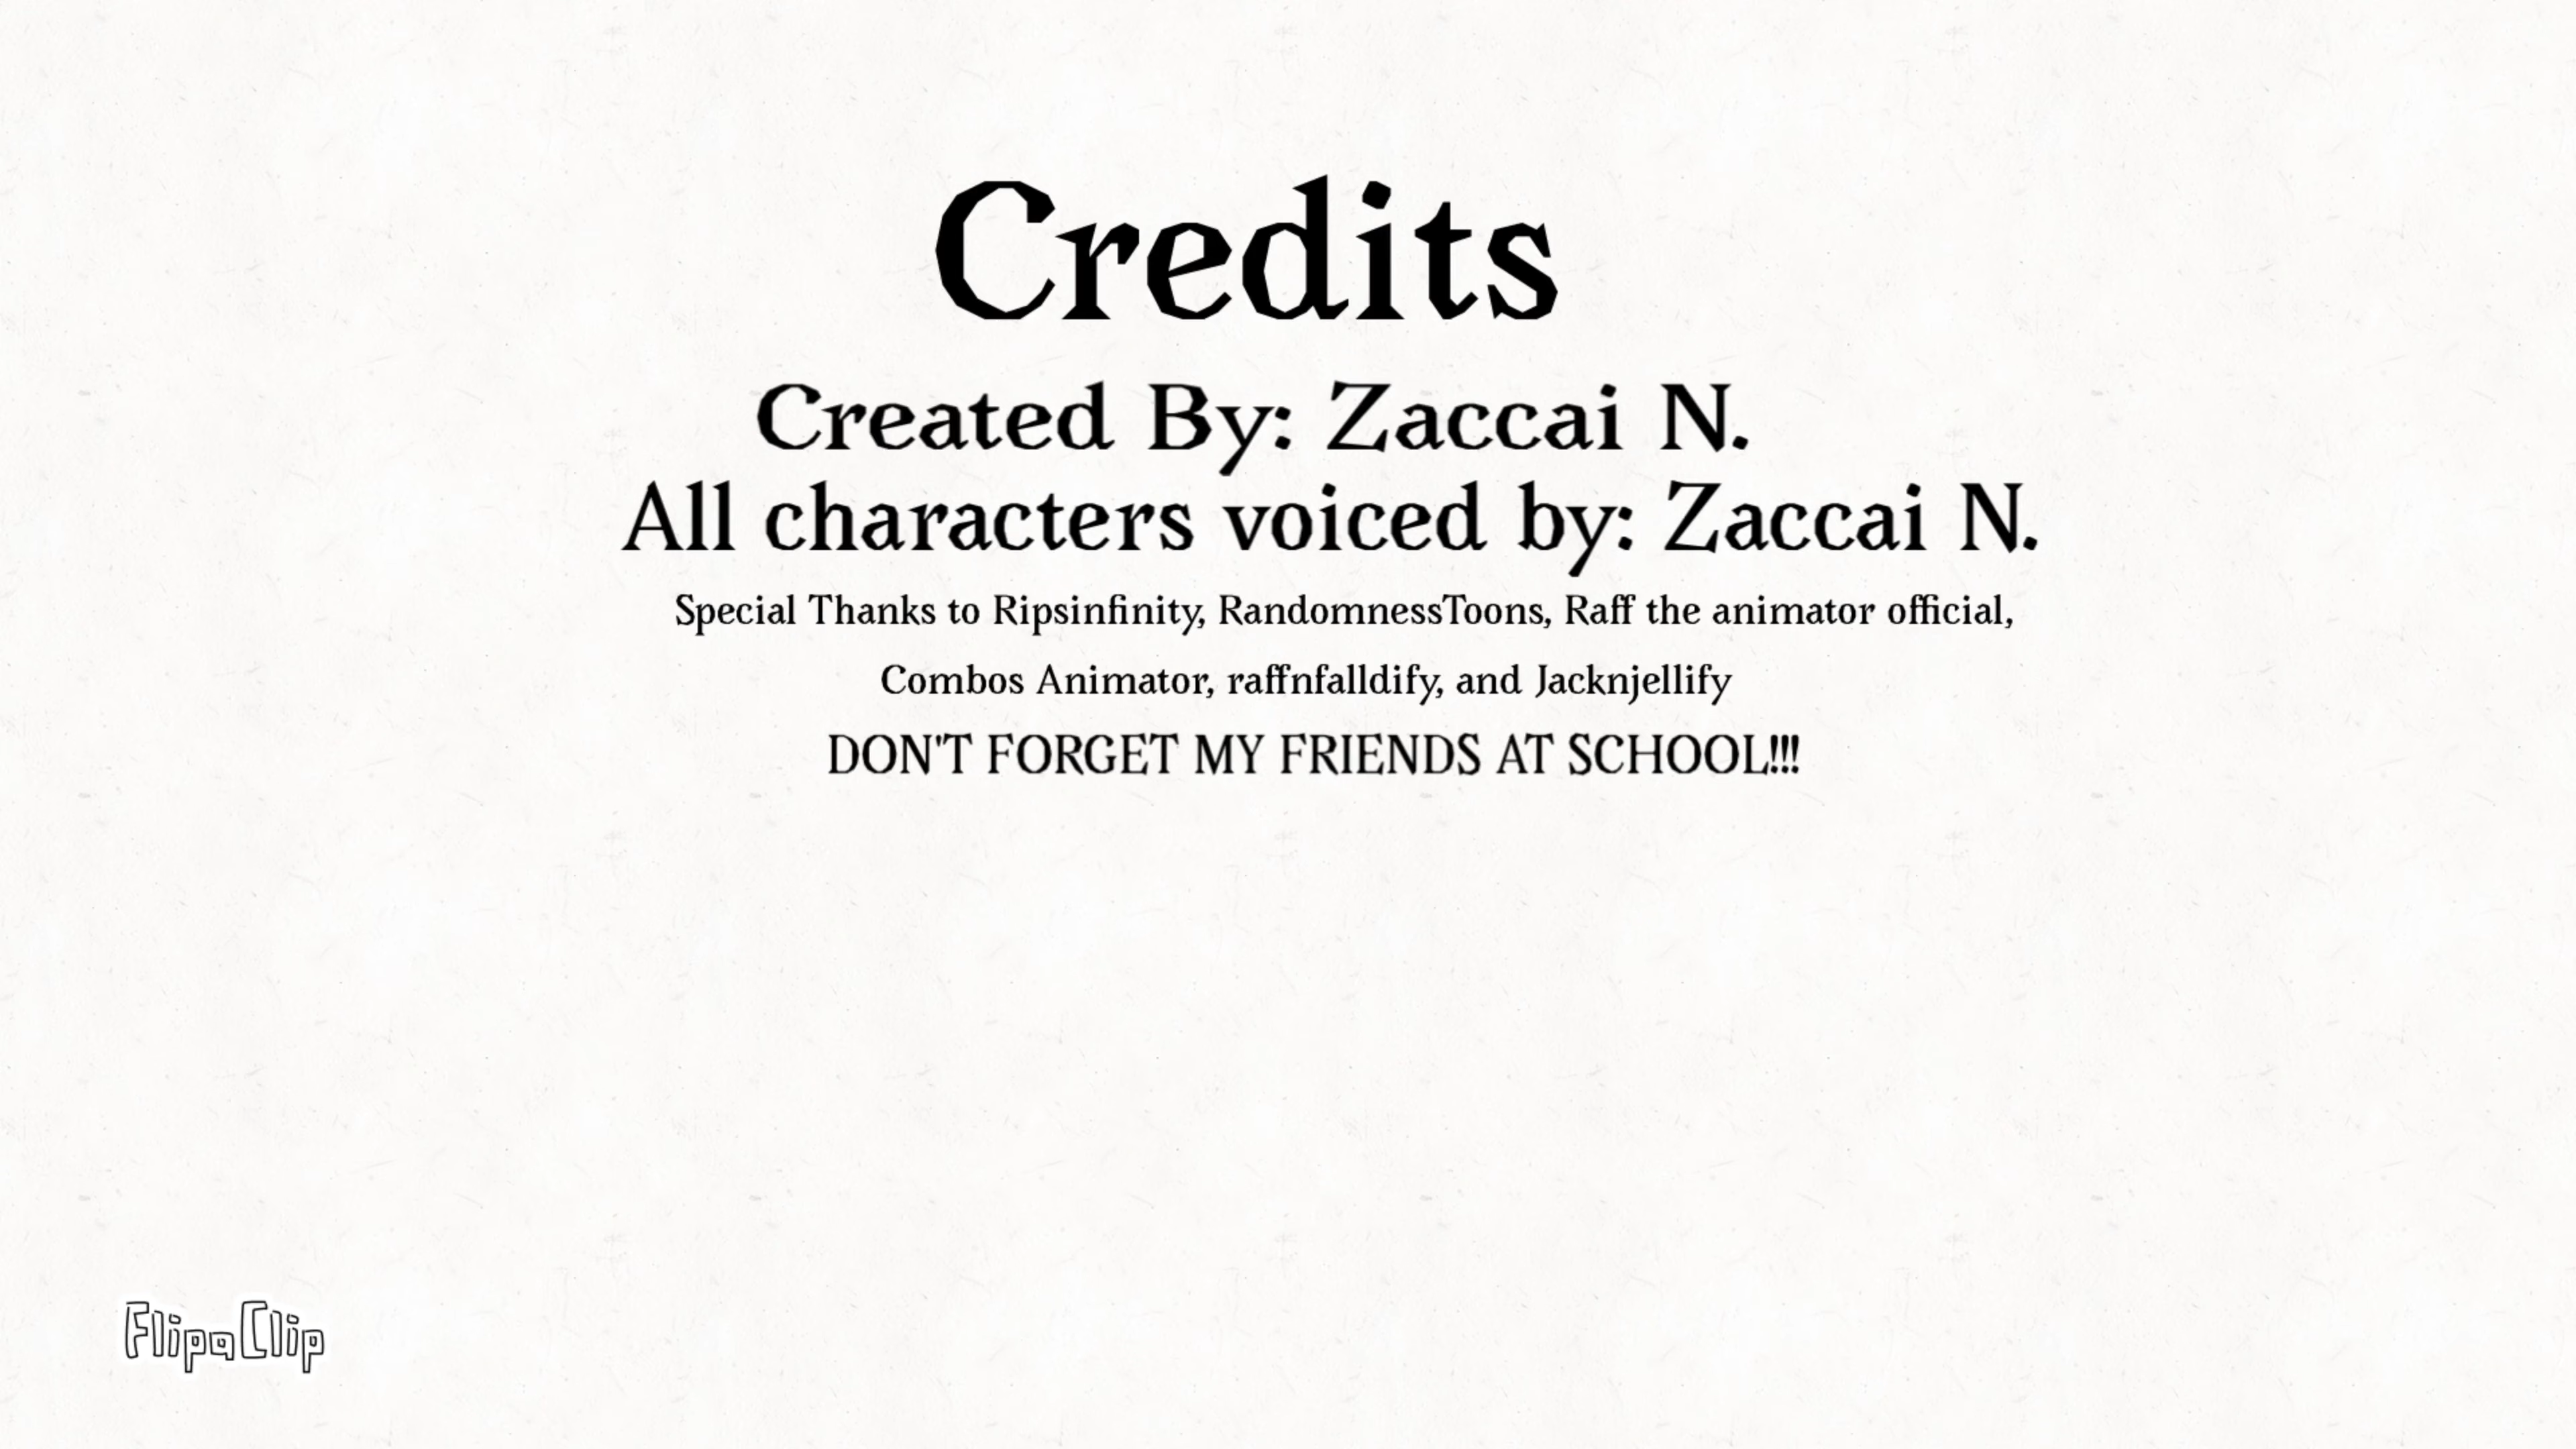 Credits
Created By: Zaccai N.
All characters voiced by: Zaccai N.
Special Thanks to Ripsinfinity, RandomnessToons, Raff the animator official,
Combos Animator, raffnfalldify, and Jacknjellify
DON'T FORGET MY FRIENDS AT SCHOOL!!!
FlipaClip